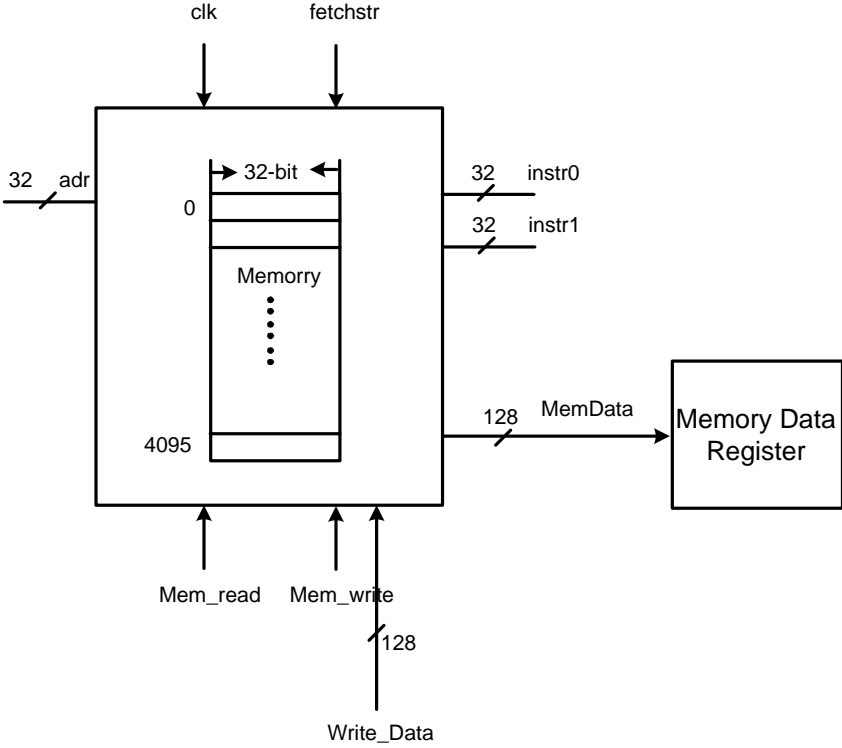 clk
fetchstr
32 adr
32-bit
0
32 instr0
32 instr1
Memorry
4095
128 MemData
Memory Data
Register
Mem_read
Mem_write
128
Write_Data